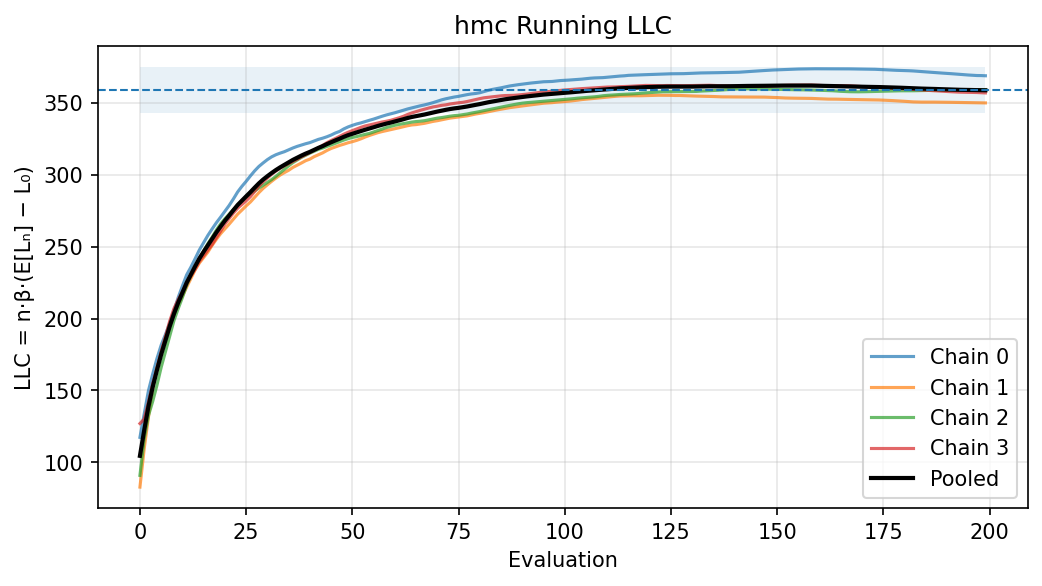 hmc Running LLC
LLC = n·β·(E[Lₙ] − L₀)
350
300
250
200
150
100
0 25 50 75 100 125 150 175 200
Evaluation
Chain 0
Chain 1
Chain 2
Chain 3
Pooled